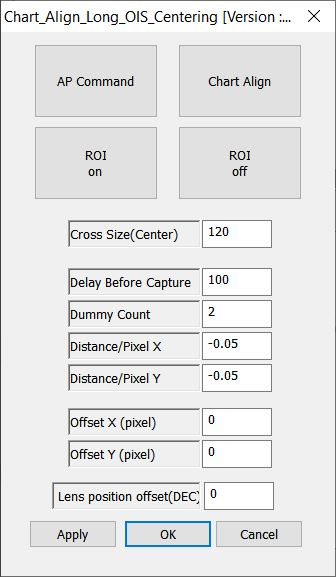 Chart_Align_Long_OIS_Centering [Version :...
AP Command
Chart Align
ROI
on
ROI
off
Cross Size(Center) 120
Delay Before Capture 100
Dummy Count 2
Distance/Pixel X -0.05
Distance/Pixel Y -0.05
Offset X (pixel) 0
Offset Y (pixel) 0
Lens position offset(DEC) 0
Apply OK Cancel